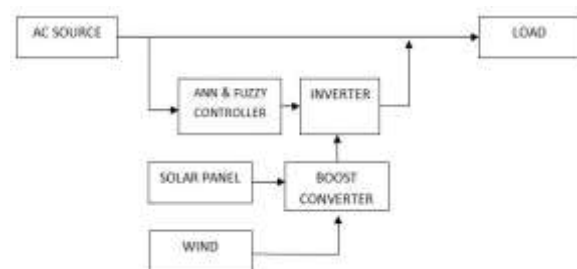 AC SOURCE
LOAD
ANN & FUZZY
CONTROLLER
INVERTER
SOLAR PANEL
BOOST
CONVERTER
WIND